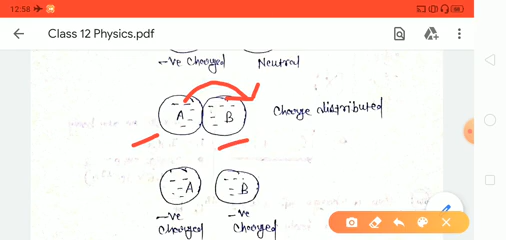 12:58
Class 12 Physics.pdf
-ve Charged Neutral
A B Charge distributed
A B
-ve -ve
Charged Charged